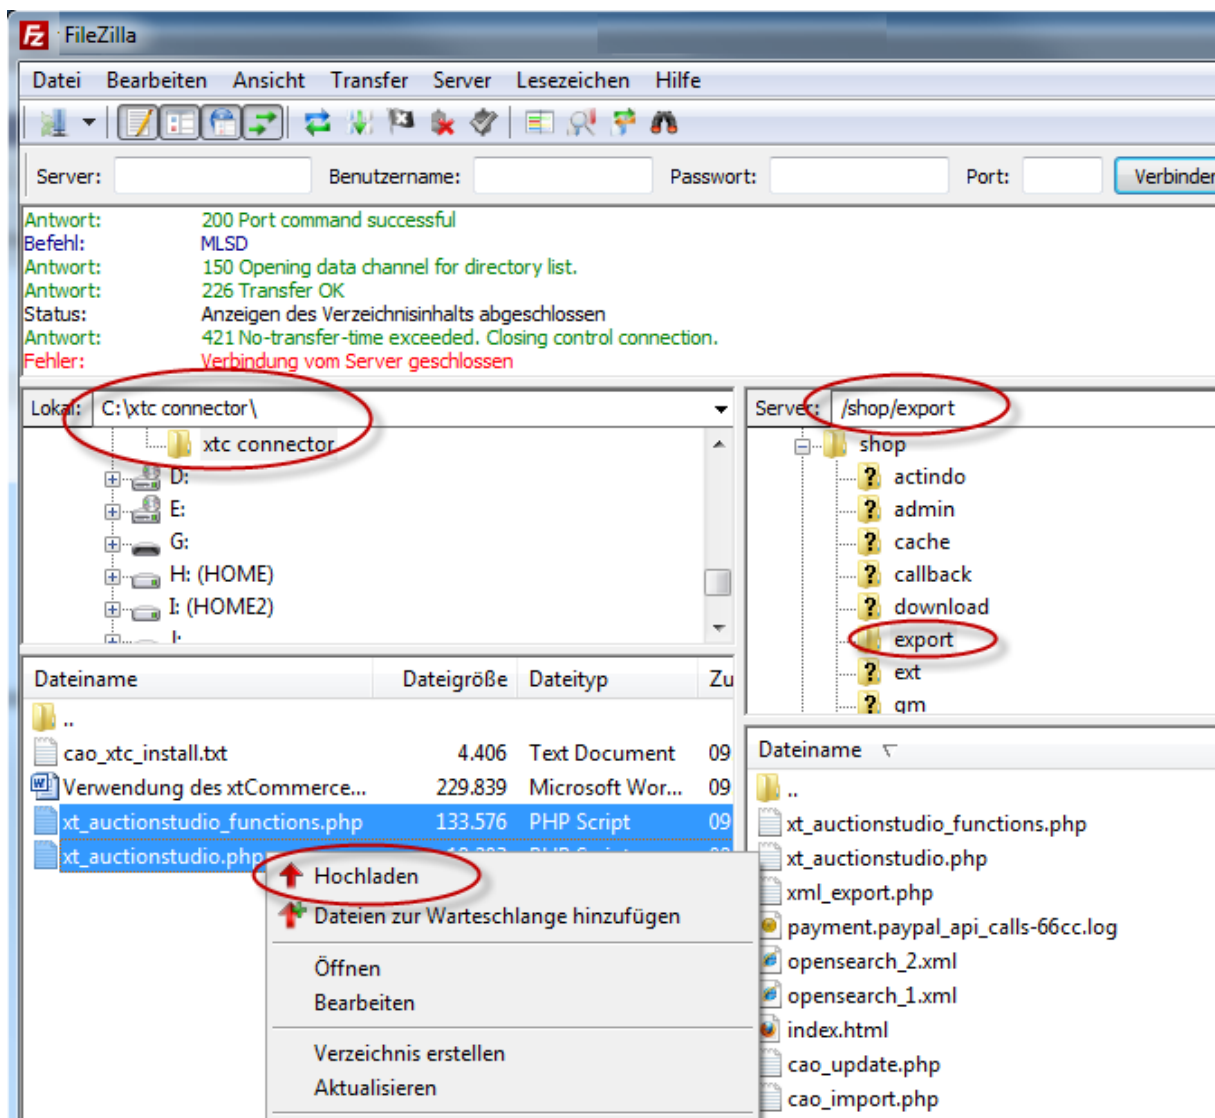 FileZilla
Datei Bearbeiten Ansicht Transfer Server Lesezeichen Hilfe
Server: Benutzername: Passwort: Port: Verbinden
Antwort: 200 Port command successful
Befehl: MLSD
Antwort: 150 Opening data channel for directory list.
Antwort: 226 Transfer OK
Status: Anzeigen des Verzeichnisinhalts abgeschlossen
Antwort: 421 No-transfer-time exceeded. Closing control connection.
Fehler: Verbindung vom Server geschlossen
Lokal: C:\xtc connector\
xtc connector
D:
E:
G:
H: (HOME)
I: (HOME2)
Dateiname Dateigröße Dateityp Zu
..
cao_xtc_install.txt 4.406 Text Document 09
Verwendung des xtCommerce... 229.839 Microsoft Wor... 09
xt_auctionstudio_functions.php 133.576 PHP Script 09
xt_auctionstudio.php
Hochladen
Dateien zur Warteschlange hinzufügen
Öffnen
Bearbeiten
Verzeichnis erstellen
Aktualisieren
Server: /shop/export
shop
actindo
admin
cache
callback
download
export
ext
gm
Dateiname
..
xt_auctionstudio_functions.php
xt_auctionstudio.php
xml_export.php
payment.paypal_api_calls-66cc.log
opensearch_2.xml
opensearch_1.xml
index.html
cao_update.php
cao_import.php